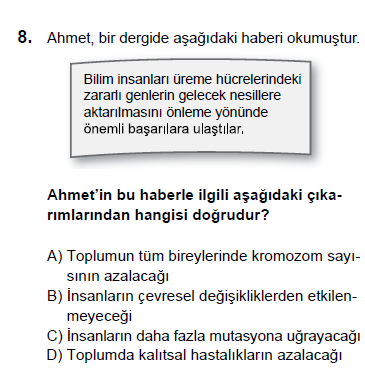 8. Ahmet, bir dergide aşağıdaki haberi okumuştur.
Bilim insanları üreme hücrelerindeki
zararlı genlerin gelecek nesillere
aktarılmasını önleme yönünde
önemli başarılara ulaştılar.
Ahmet'in bu haberle ilgili aşağıdaki çıka-
rımlarından hangisi doğrudur?
A) Toplumun tüm bireylerinde kromozom sayı-
sının azalacağı
B) İnsanların çevresel değişikliklerden etkilen-
meyeceği
C) İnsanların daha fazla mutasyona uğrayacağı
D) Toplumda kalıtsal hastalıkların azalacağı